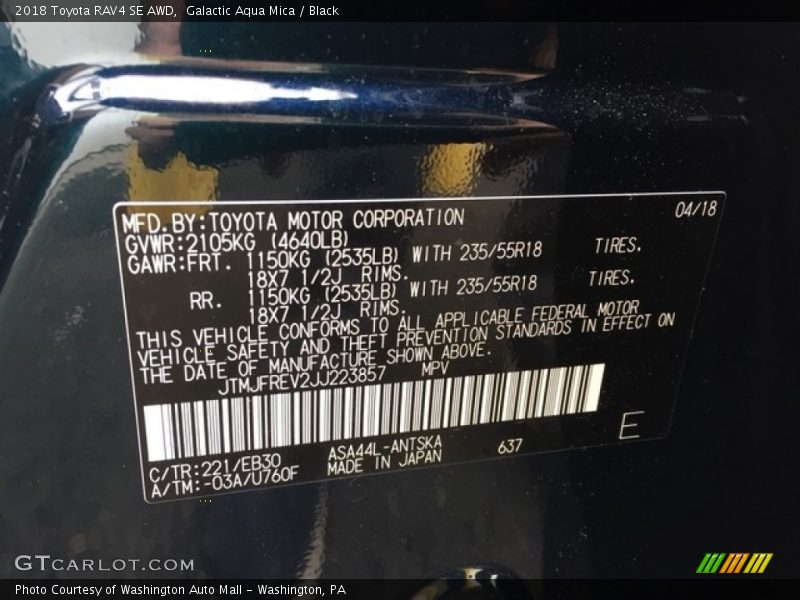 2018 Toyota RAV4 SE AWD,  Galactic Aqua Mica / Black
04/18
MFD.BY:TOYOTA MOTOR CORPORATION
GVWR:2105KG (4640LB)
GAWR:FRT. 1150KG (2535LB) WITH 235/55R18 TIRES.
18X7 1/2J RIMS.
RR. 1150KG (2535LB) WITH 235/55R18 TIRES.
18X7 1/2J RIMS.
THIS VEHICLE CONFORMS TO ALL APPLICABLE FEDERAL MOTOR
VEHICLE SAFETY AND THEFT PREVENTION STANDARDS IN EFFECT ON
THE DATE OF MANUFACTURE SHOWN ABOVE.
JTMJFREV2JJ223857 MPV
C/TR:221/EB30 ASA44L-ANTSKA 637 E
A/TM:-03A/U760F MADE IN JAPAN
GTCARLOT.COM
Photo Courtesy of Washington Auto Mall - Washington, PA